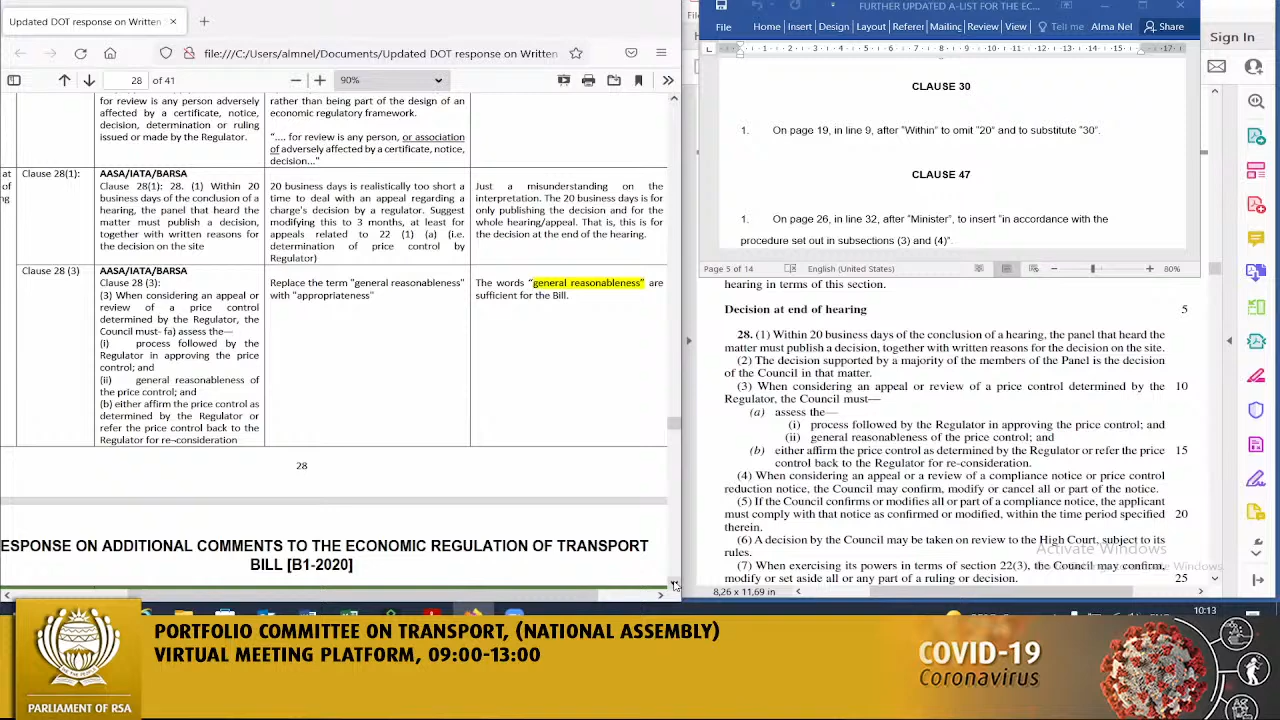 Updated DOT response on Written
file:///C:/Users/almnel/Documents/Updated DOT response on Written
28 of 41
90%
for review is any person adversely
affected by a certificate, notice,
decision, determination or ruling
issued or made by the Regulator.
rather than being part of the design of an
economic regulatory framework.
"…. for review is any person, or association
of adversely affected by a certificate, notice,
decision…"
at
of
ng
Clause 28(1):
AASA/IATA/BARSA
Clause 28(1): 28. (1) Within 20
business days of the conclusion of a
hearing, the panel that heard the
matter must publish a decision,
together with written reasons for
the decision on the site
20 business days is realistically too short a
time to deal with an appeal regarding a
charge's decision by a regulator. Suggest
modifying this to 3 months, at least for
appeals related to 22 (1) (a) (i.e.
determination of price control by
Regulator)
Just a misunderstanding on the
interpretation. The 20 business days is for
only publishing the decision and for the
whole hearing/appeal. That is, this is for
the decision at the end of the hearing.
Clause 28 (3)
AASA/IATA/BARSA
Clause 28 (3):
(3) When considering an appeal or
review of a price control
determined by the Regulator, the
Council must- fa) assess the—
(i) process followed by the
Regulator in approving the price
control; and
(ii) general reasonableness of
the price control; and
(b) either affirm the price control as
determined by the Regulator or
refer the price control back to the
Regulator for re-consideration
Replace the term "general reasonableness"
with "appropriateness"
The words "general reasonableness" are
sufficient for the Bill.
28
ESPONSE ON ADDITIONAL COMMENTS TO THE ECONOMIC REGULATION OF TRANSPORT
BILL [B1-2020]
FURTHER UPDATED A-LIST FOR THE EC...
File Home Insert Design Layout Referer Mailing Review View Tell me Alma Nel Share
Sign In
CLAUSE 30
1. On page 19, in line 9, after "Within" to omit "20" and to substitute "30".
CLAUSE 47
1. On page 26, in line 32, after "Minister", to insert "in accordance with the
procedure set out in subsections (3) and (4)".
Page 5 of 14 English (United States) 80%
hearing in terms of this section.
Decision at end of hearing 5
28. (1) Within 20 business days of the conclusion of a hearing, the panel that heard the
matter must publish a decision, together with written reasons for the decision on the site.
(2) The decision supported by a majority of the members of the Panel is the decision
of the Council in that matter.
(3) When considering an appeal or review of a price control determined by the 10
Regulator, the Council must—
(a) assess the—
(i) process followed by the Regulator in approving the price control; and
(ii) general reasonableness of the price control; and
(b) either affirm the price control as determined by the Regulator or refer the price 15
control back to the Regulator for re-consideration.
(4) When considering an appeal or a review of a compliance notice or price control
reduction notice, the Council may confirm, modify or cancel all or part of the notice.
(5) If the Council confirms or modifies all or part of a compliance notice, the applicant
must comply with that notice as confirmed or modified, within the time period specified 20
therein.
(6) A decision by the Council may be taken on review to the High Court, subject to its
rules.
Activate Windows
(7) When exercising its powers in terms of section 22(3), the Council may confirm,
modify or set aside all or any part of a ruling or decision. 25
8,26 x 11,69 in
10:13
PORTFOLIO COMMITTEE ON TRANSPORT, (NATIONAL ASSEMBLY)
VIRTUAL MEETING PLATFORM, 09:00-13:00
PARLIAMENT OF RSA
COVID-19
Coronavirus